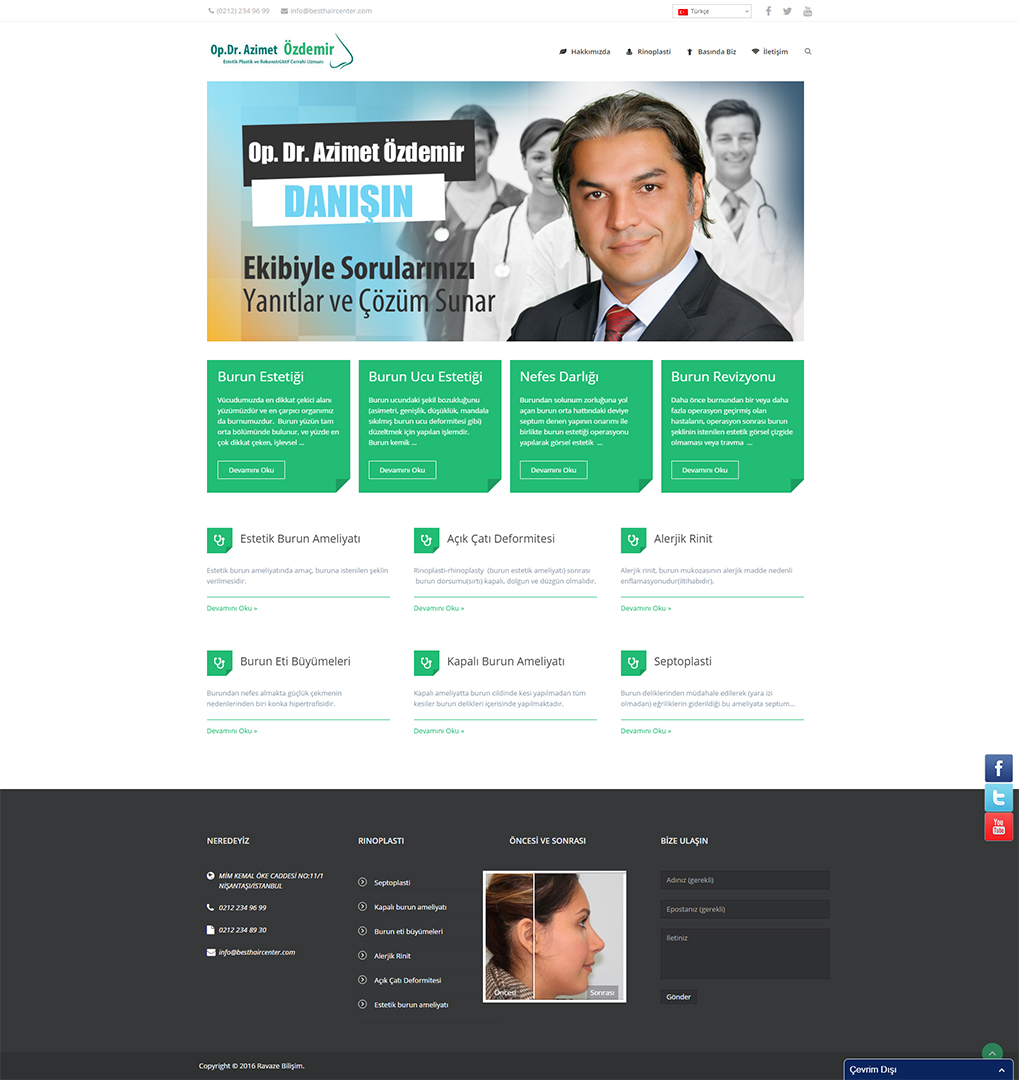 (0212) 234 96 99 info@besthaircenter.com Türkçe
Op.Dr. Azimet Özdemir
Estetik Plastik ve Rekonstrüktif Cerrahi Uzmanı
Hakkımızda Rinoplasti Basında Biz İletişim
Op. Dr. Azimet Özdemir
DANIŞIN
Ekibiyle Sorularınızı
Yanıtlar ve Çözüm Sunar
Burun Estetiği
Vücudumuzda en dikkat çekici alanı
yüzümüzdür ve en çarpıcı organımız
da burnumuzdur. Burun yüzün tam
orta bölümünde bulunur, ve yüzde en
çok dikkat çeken, işlevsel ...
Devamını Oku
Burun Ucu Estetiği
Burun ucundaki şekil bozukluğunu
(asimetri, genişlik, düşüklük, mandala
sıkılmış burun ucu deformitesi gibi)
düzeltmek için yapılan işlemdir.
Burun kemik ...
Devamını Oku
Nefes Darlığı
Burundan solunum zorluğuna yol
açan burun orta hattındaki deviye
septum denen yapının onarımı ile
birlikte burun estetiği operasyonu
yapılarak görsel estetik ...
Devamını Oku
Burun Revizyonu
Daha önce burnundan bir veya daha
fazla operasyon geçirmiş olan
hastaların, operasyon sonrası burun
şeklinin istenilen estetik görsel çizgide
olmaması veya travma ...
Devamını Oku
Estetik Burun Ameliyatı
Estetik burun ameliyatında amaç, buruna istenilen şeklin
verilmesidir.
Devamını Oku »
Açık Çatı Deformitesi
Rinoplasti-rhinoplasty (burun estetik ameliyatı) sonrası
burun dorsumu(sırtı) kapalı, dolgun ve düzgün olmalıdır.
Devamını Oku »
Alerjik Rinit
Alerjik rinit, burun mukozasının alerjik madde nedenli
enflamasyonudur(iltihabıdır).
Devamını Oku »
Burun Eti Büyümeleri
Burundan nefes almakta güçlük çekmenin
nedenlerinden biri konka hipertrofisidir.
Devamını Oku »
Kapalı Burun Ameliyatı
Kapalı ameliyatta burun cildinde kesi yapılmadan tüm
kesiler burun delikleri içerisinde yapılmaktadır.
Devamını Oku »
Septoplasti
Burun deliklerinden müdahale edilerek (yara izi
olmadan) eğriliklerin giderildiği bu ameliyata septum...
Devamını Oku »
You
Tube
NEREDEYİZ
MİM KEMAL ÖKE CADDESİ NO:11/1
NİŞANTAŞI/İSTANBUL
0212 234 96 99
0212 234 89 30
info@besthaircenter.com
RINOPLASTI
Septoplasti
Kapalı burun ameliyatı
Burun eti büyümeleri
Alerjik Rinit
Açık Çatı Deformitesi
Estetik burun ameliyatı
ÖNCESİ VE SONRASI
Öncesi Sonrası
BİZE ULAŞIN
Adınız (gerekli)
Epostanız (gerekli)
İletiniz
Gönder
Copyright © 2016 Ravaze Bilişim.
Çevrim Dışı